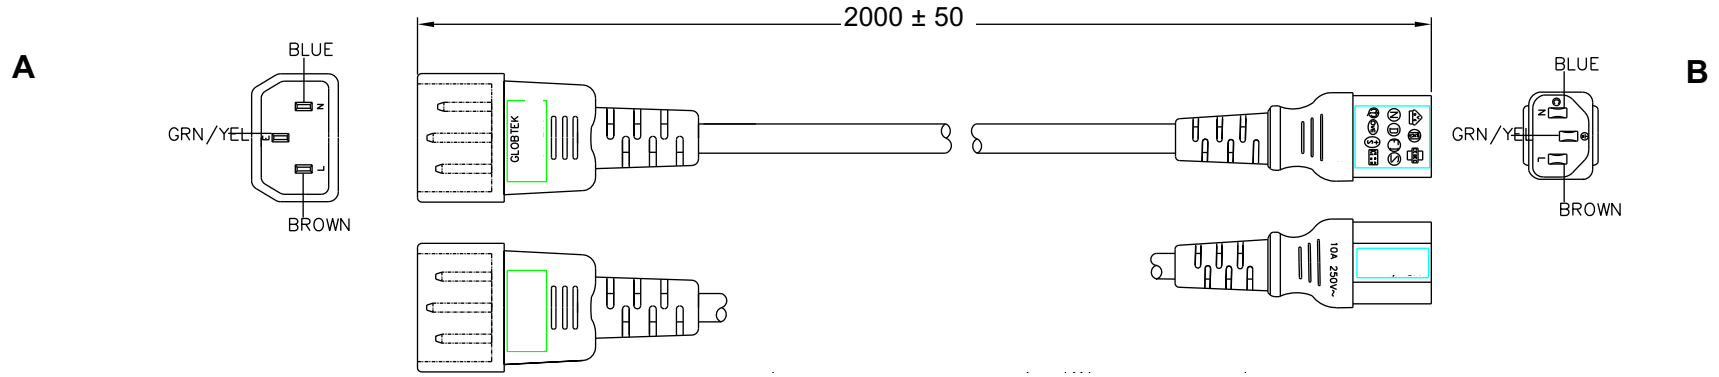 2000 ± 50
A
B
BLUE
GRN/YEL
BROWN
N
E
L
GLOBTEK
N D F S
BLUE
GRN/YEL
BROWN
N
L
10A 250V~